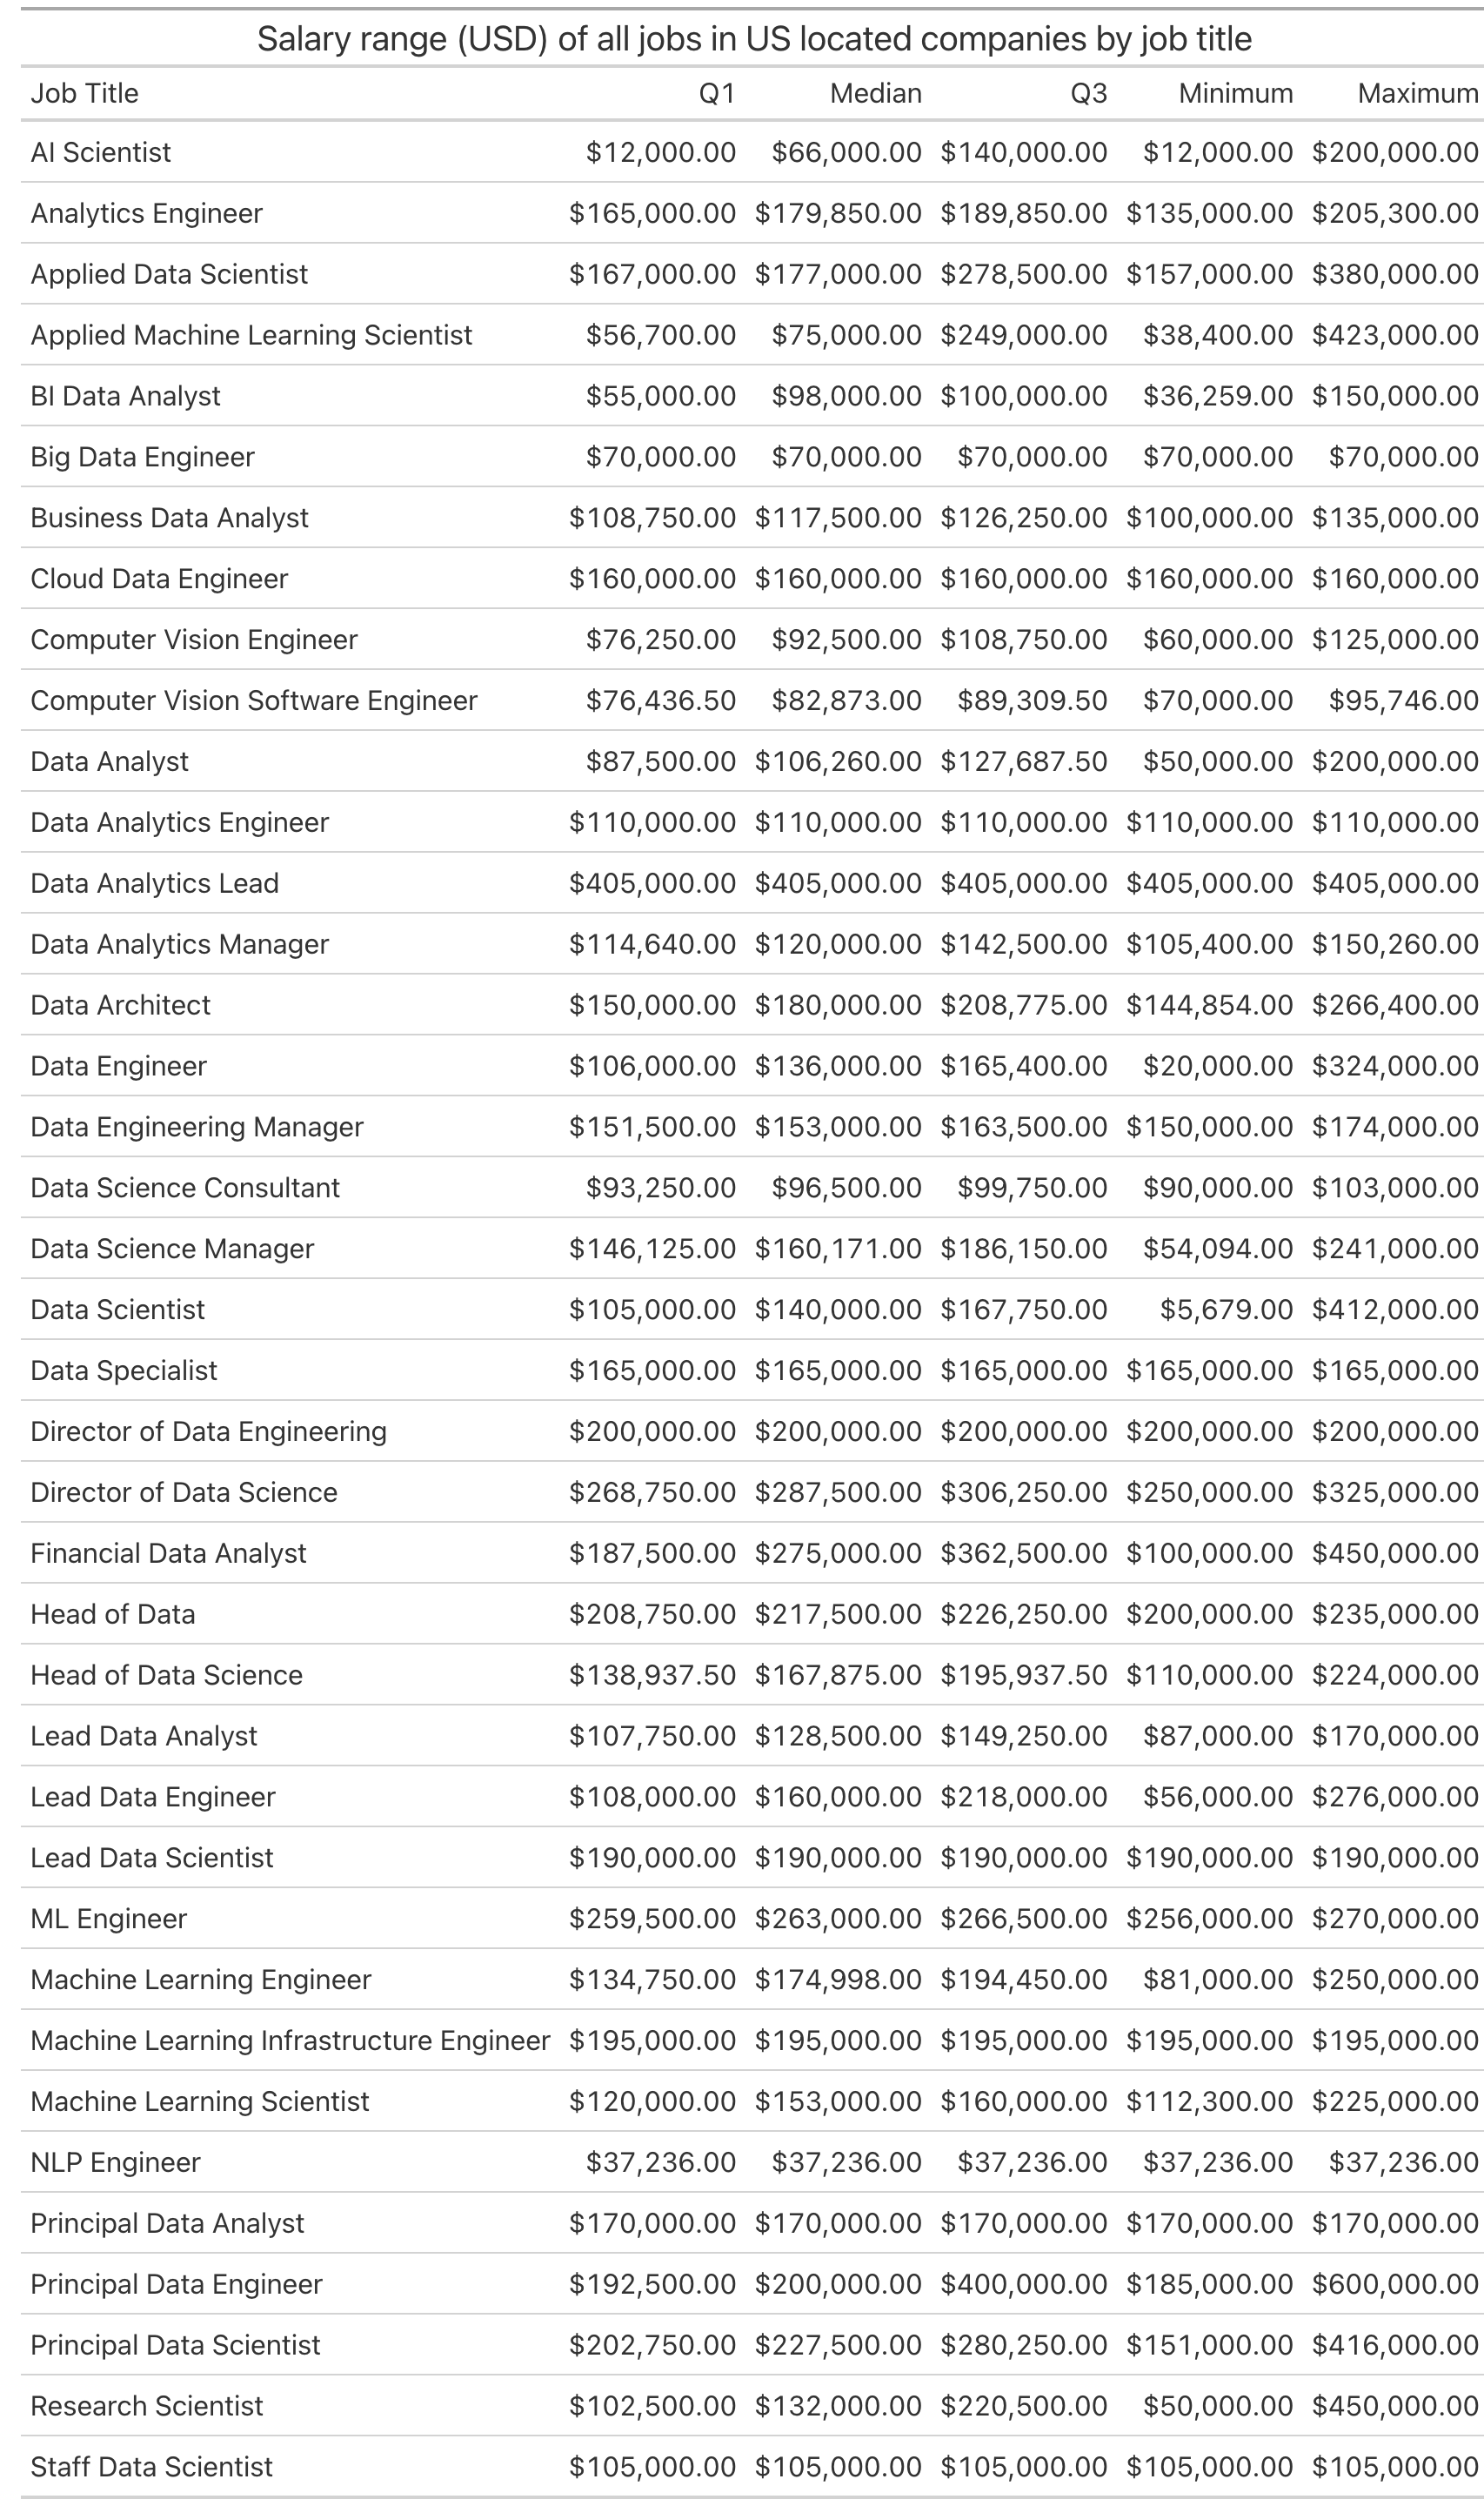 Salary range (USD) of all jobs in US located companies by job title
Job Title Q1 Median Q3 Minimum Maximum
AI Scientist $12,000.00 $66,000.00 $140,000.00 $12,000.00 $200,000.00
Analytics Engineer $165,000.00 $179,850.00 $189,850.00 $135,000.00 $205,300.00
Applied Data Scientist $167,000.00 $177,000.00 $278,500.00 $157,000.00 $380,000.00
Applied Machine Learning Scientist $56,700.00 $75,000.00 $249,000.00 $38,400.00 $423,000.00
BI Data Analyst $55,000.00 $98,000.00 $100,000.00 $36,259.00 $150,000.00
Big Data Engineer $70,000.00 $70,000.00 $70,000.00 $70,000.00 $70,000.00
Business Data Analyst $108,750.00 $117,500.00 $126,250.00 $100,000.00 $135,000.00
Cloud Data Engineer $160,000.00 $160,000.00 $160,000.00 $160,000.00 $160,000.00
Computer Vision Engineer $76,250.00 $92,500.00 $108,750.00 $60,000.00 $125,000.00
Computer Vision Software Engineer $76,436.50 $82,873.00 $89,309.50 $70,000.00 $95,746.00
Data Analyst $87,500.00 $106,260.00 $127,687.50 $50,000.00 $200,000.00
Data Analytics Engineer $110,000.00 $110,000.00 $110,000.00 $110,000.00 $110,000.00
Data Analytics Lead $405,000.00 $405,000.00 $405,000.00 $405,000.00 $405,000.00
Data Analytics Manager $114,640.00 $120,000.00 $142,500.00 $105,400.00 $150,260.00
Data Architect $150,000.00 $180,000.00 $208,775.00 $144,854.00 $266,400.00
Data Engineer $106,000.00 $136,000.00 $165,400.00 $20,000.00 $324,000.00
Data Engineering Manager $151,500.00 $153,000.00 $163,500.00 $150,000.00 $174,000.00
Data Science Consultant $93,250.00 $96,500.00 $99,750.00 $90,000.00 $103,000.00
Data Science Manager $146,125.00 $160,171.00 $186,150.00 $54,094.00 $241,000.00
Data Scientist $105,000.00 $140,000.00 $167,750.00 $5,679.00 $412,000.00
Data Specialist $165,000.00 $165,000.00 $165,000.00 $165,000.00 $165,000.00
Director of Data Engineering $200,000.00 $200,000.00 $200,000.00 $200,000.00 $200,000.00
Director of Data Science $268,750.00 $287,500.00 $306,250.00 $250,000.00 $325,000.00
Financial Data Analyst $187,500.00 $275,000.00 $362,500.00 $100,000.00 $450,000.00
Head of Data $208,750.00 $217,500.00 $226,250.00 $200,000.00 $235,000.00
Head of Data Science $138,937.50 $167,875.00 $195,937.50 $110,000.00 $224,000.00
Lead Data Analyst $107,750.00 $128,500.00 $149,250.00 $87,000.00 $170,000.00
Lead Data Engineer $108,000.00 $160,000.00 $218,000.00 $56,000.00 $276,000.00
Lead Data Scientist $190,000.00 $190,000.00 $190,000.00 $190,000.00 $190,000.00
ML Engineer $259,500.00 $263,000.00 $266,500.00 $256,000.00 $270,000.00
Machine Learning Engineer $134,750.00 $174,998.00 $194,450.00 $81,000.00 $250,000.00
Machine Learning Infrastructure Engineer $195,000.00 $195,000.00 $195,000.00 $195,000.00 $195,000.00
Machine Learning Scientist $120,000.00 $153,000.00 $160,000.00 $112,300.00 $225,000.00
NLP Engineer $37,236.00 $37,236.00 $37,236.00 $37,236.00 $37,236.00
Principal Data Analyst $170,000.00 $170,000.00 $170,000.00 $170,000.00 $170,000.00
Principal Data Engineer $192,500.00 $200,000.00 $400,000.00 $185,000.00 $600,000.00
Principal Data Scientist $202,750.00 $227,500.00 $280,250.00 $151,000.00 $416,000.00
Research Scientist $102,500.00 $132,000.00 $220,500.00 $50,000.00 $450,000.00
Staff Data Scientist $105,000.00 $105,000.00 $105,000.00 $105,000.00 $105,000.00